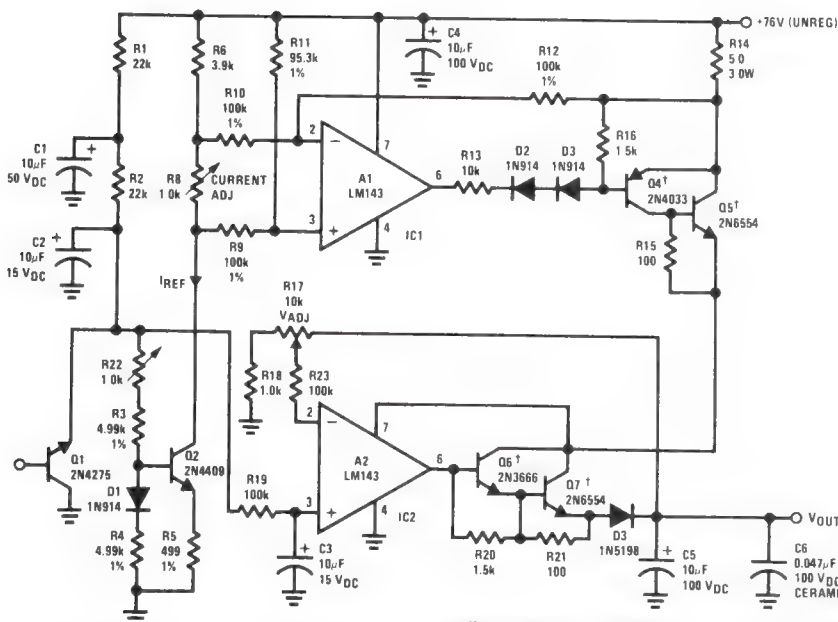 +76V (UNREG)
R1
22k
R6
3.9k
R11
95.3k
1%
C4
10μF
100 VDC
R12
100k
1%
R14
5.0
3.0W
R10
100k
1%
C1
10μF
50 VDC
+
R2
22k
R8
1.0k
CURRENT
ADJ
2
−
7
A1
LM143
6
3
+
4
IC1
R13
10k
D2
1N914
D3
1N914
R16
1.5k
Q4†
2N4033
Q5†
2N6554
R15
100
R9
100k
1%
C2
10μF
15 VDC
+
IREF
R17
10k
VADJ
R22
1.0k
R18
1.0k
R23
100k
R3
4.99k
1%
2
−
7
A2
LM143
6
3
+
4
IC2
Q1
2N4275
Q2
2N4409
D1
1N914
R4
4.99k
1%
R5
499
1%
R19
100k
C3
10μF
15 VDC
+
Q6†
2N3666
Q7†
2N6554
R20
1.5k
R21
100
D3
1N5198
VOUT
C5
10μF
100 VDC
+
C6
0.047μF
100 VDC
CERAMI